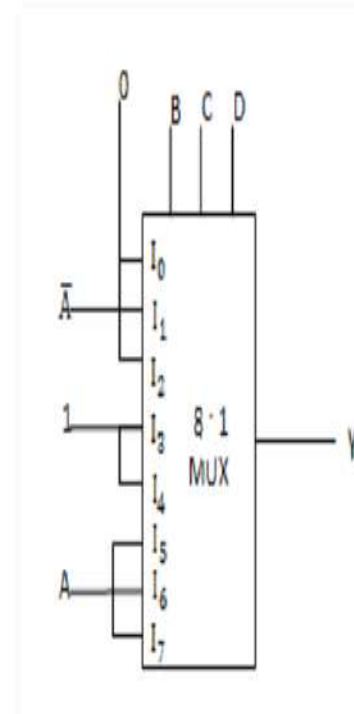 0
B C D
I₀
Ā
I₁
I₂
1
I₃
8 : 1
MUX
Y
I₄
I₅
A
I₆
I₇